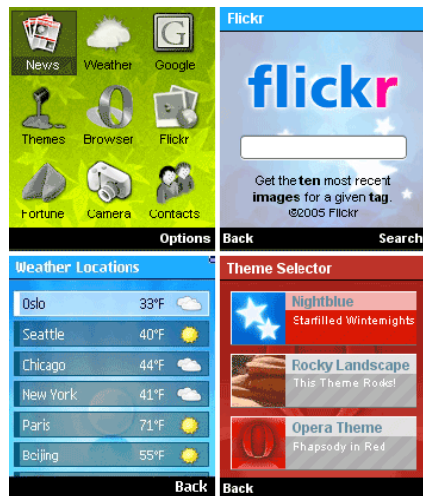 News Weather Google
Themes Browser Flickr
Fortune Camera Contacts
Options
Flickr
flickr
Get the ten most recent
images for a given tag.
©2005 Flickr
Back Search
Weather Locations
Oslo 33°F
Seattle 40°F
Chicago 44°F
New York 41°F
Paris 71°F
Beijing 55°F
Back
Theme Selector
Nightblue
Starfilled Winternights
Rocky Landscape
This Theme Rocks!
Opera Theme
Rhapsody in Red
Back